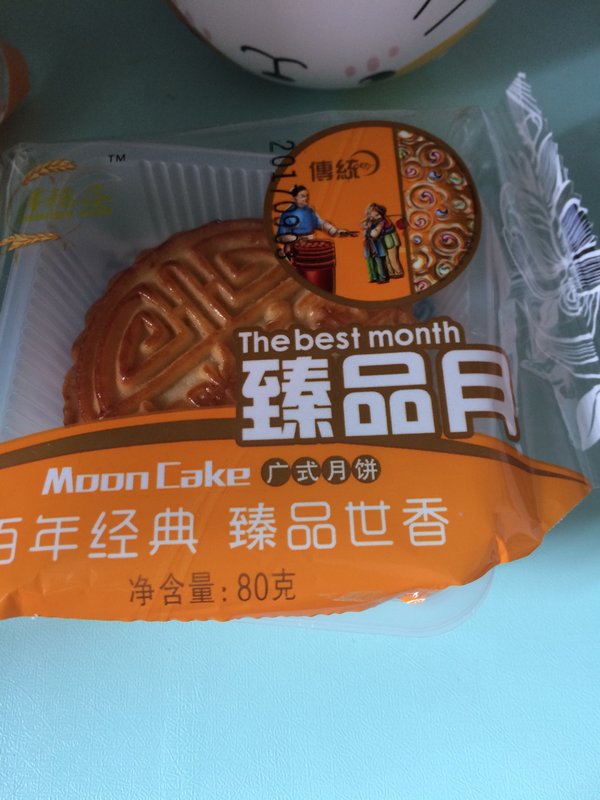 TM
傳統
The best month
臻品月
Moon Cake 广式月饼
百年经典 臻品世香
净含量:80克